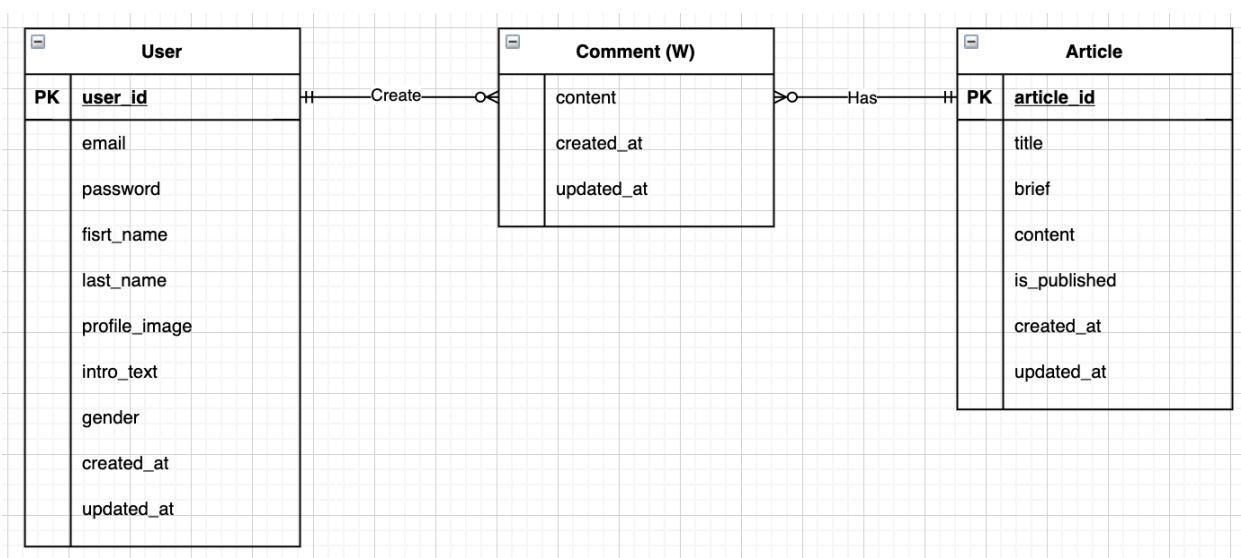 User
PK user_id
email
password
fisrt_name
last_name
profile_image
intro_text
gender
created_at
updated_at
Create
Comment (W)
content
created_at
updated_at
Has
Article
PK article_id
title
brief
content
is_published
created_at
updated_at